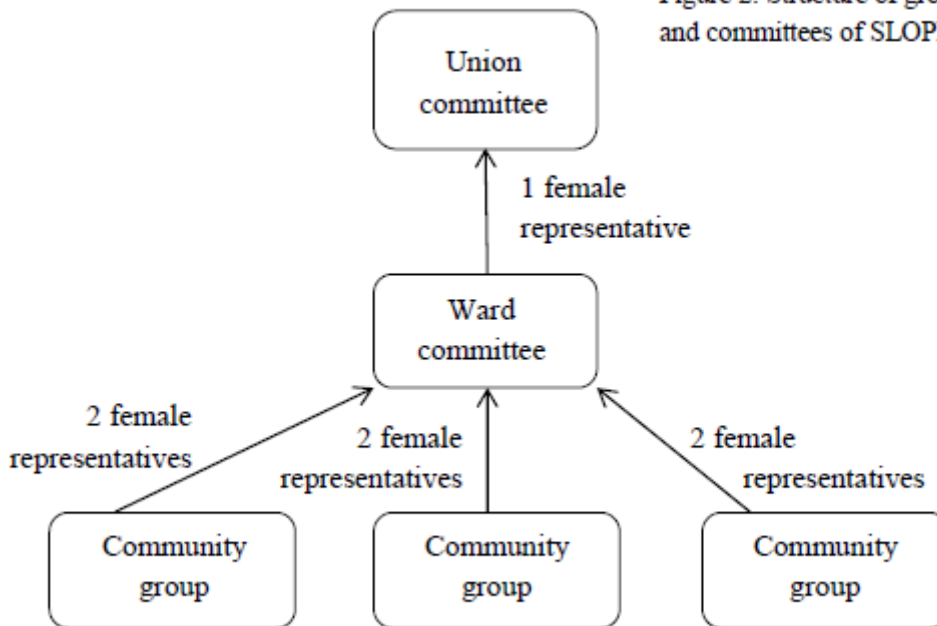 and committees of SLOP
Union
committee
1 female
representative
Ward
committee
2 female
representatives
2 female
representatives
2 female
representatives
Community
group
Community
group
Community
group